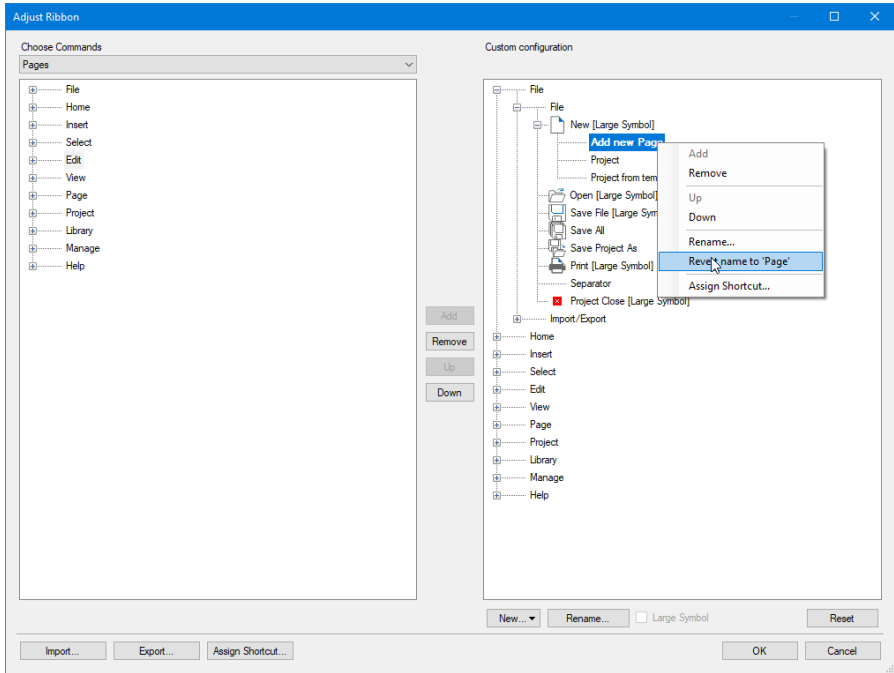 Adjust Ribbon
Choose Commands
Pages
File
Home
Insert
Select
Edit
View
Page
Project
Library
Manage
Help
Add
Remove
Up
Down
Custom configuration
File
File
New [Large Symbol]
Add new Page
Project
Project from tem
Open [Large Symbol]
Save File [Large Sym
Save All
Save Project As
Print [Large Symbol]
Separator
Project Close [Large Symbol]
Import/Export
Home
Insert
Select
Edit
View
Page
Project
Library
Manage
Help
Add
Remove
Up
Down
Rename...
Revert name to 'Page'
Assign Shortcut...
New...
Rename...
Large Symbol
Reset
Import...
Export...
Assign Shortcut...
OK
Cancel